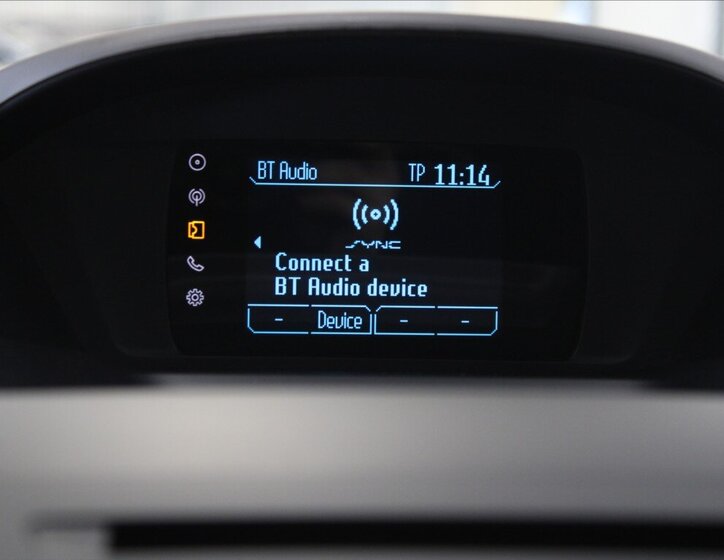 BT Audio TP 11:14
SYNC
Connect a
BT Audio device
- Device - -